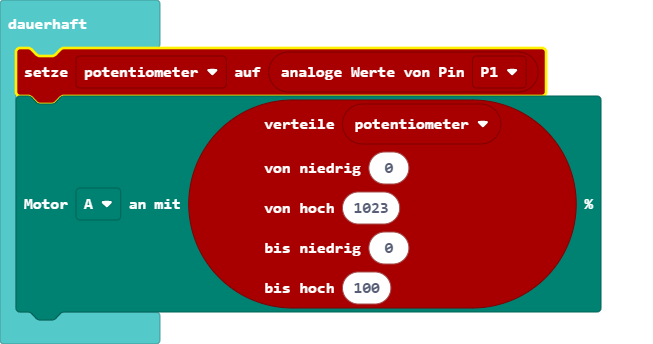 dauerhaft
setze potentiometer auf analoge Werte von Pin P1
verteile potentiometer
von niedrig 0
von hoch 1023
Motor A an mit %
bis niedrig 0
bis hoch 100